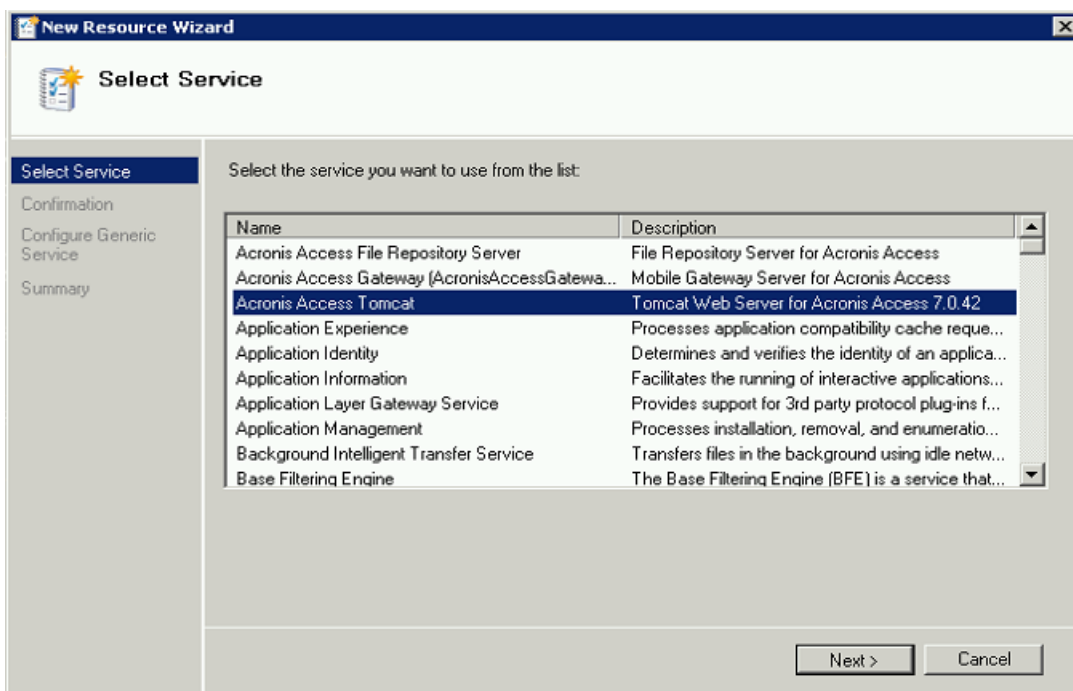 New Resource Wizard
Select Service
Select Service
Confirmation
Configure Generic
Service
Summary
Select the service you want to use from the list:
Name Description
Acronis Access File Repository Server File Repository Server for Acronis Access
Acronis Access Gateway (AcronisAccessGatewa... Mobile Gateway Server for Acronis Access
Acronis Access Tomcat Tomcat Web Server for Acronis Access 7.0.42
Application Experience Processes application compatibility cache reque...
Application Identity Determines and verifies the identity of an applica...
Application Information Facilitates the running of interactive applications...
Application Layer Gateway Service Provides support for 3rd party protocol plug-ins f...
Application Management Processes installation, removal, and enumeratio...
Background Intelligent Transfer Service Transfers files in the background using idle netw...
Base Filtering Engine The Base Filtering Engine (BFE) is a service that...
Next > Cancel